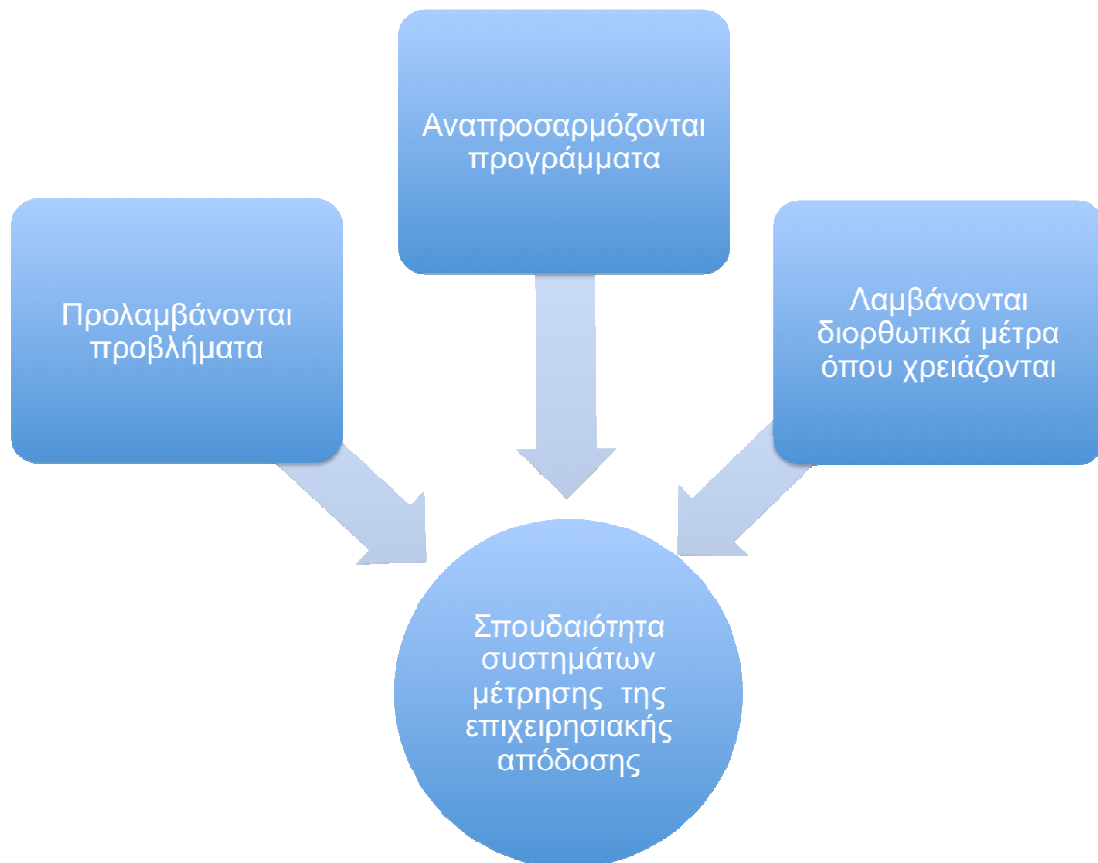 Αναπροσαρμόζονται
προγράμματα
Προλαμβάνονται
προβλήματα
Λαμβάνονται
διορθωτικά μέτρα
όπου χρειάζονται
Σπουδαιότητα
συστημάτων
μέτρησης της
επιχειρησιακής
απόδοσης